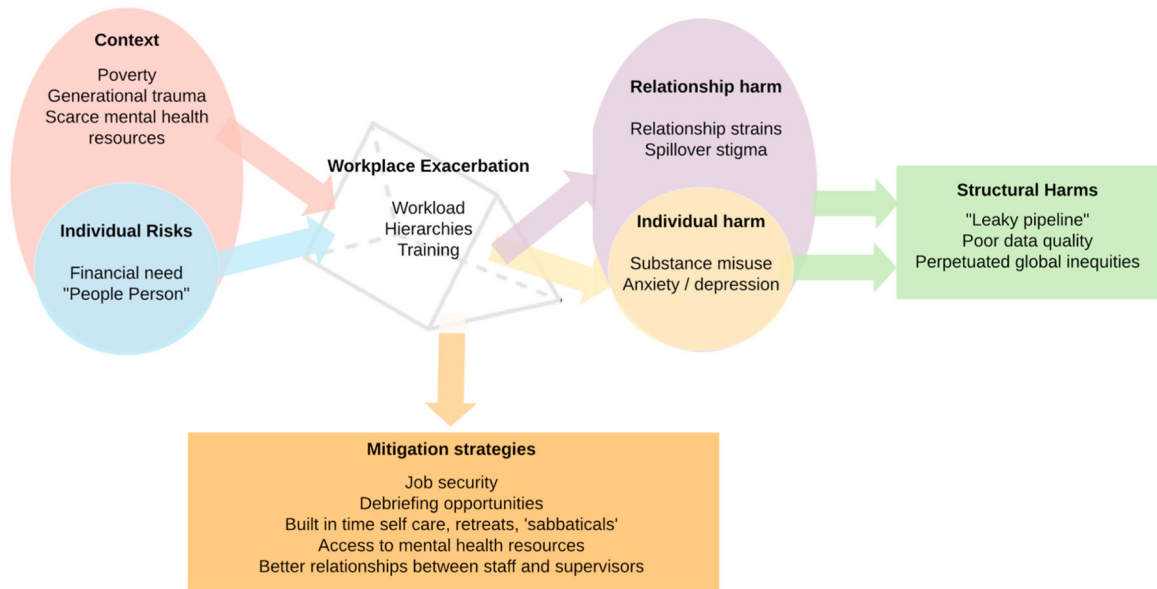 Context
Poverty
Generational trauma
Scarce mental health
resources
Individual Risks
Financial need
"People Person"
Workplace Exacerbation
Workload
Hierarchies
Training
Relationship harm
Relationship strains
Spillover stigma
Individual harm
Substance misuse
Anxiety / depression
Structural Harms
"Leaky pipeline"
Poor data quality
Perpetuated global inequities
Mitigation strategies
Job security
Debriefing opportunities
Built in time self care, retreats, 'sabbaticals'
Access to mental health resources
Better relationships between staff and supervisors